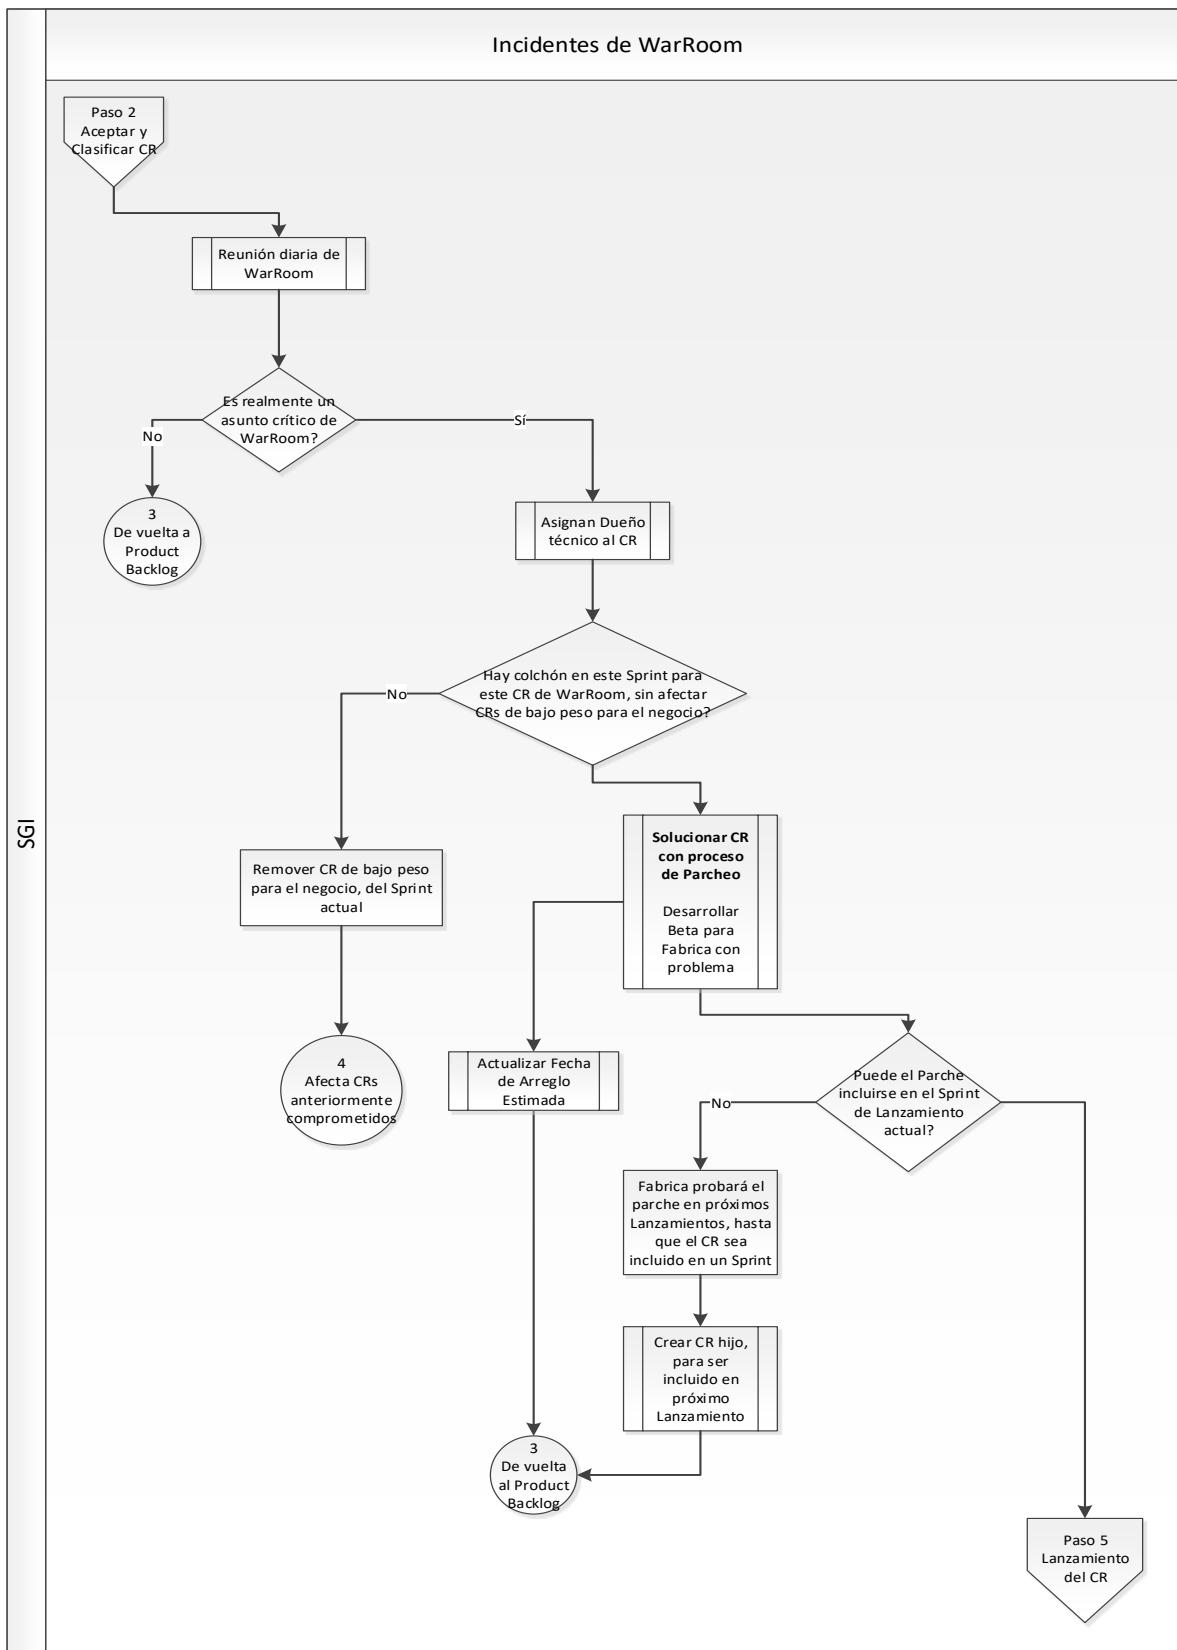 Incidentes de WarRoom
SGI
Paso 2
Aceptar y
Clasificar CR
Reunión diaria de
WarRoom
Es realmente un
asunto crítico de
WarRoom?
No
Sí
3
De vuelta a
Product
Backlog
Asignan Dueño
técnico al CR
Hay colchón en este Sprint para
este CR de WarRoom, sin afectar
CRs de bajo peso para el negocio?
No
Solucionar CR
con proceso
de Parcheo
Desarrollar
Beta para
Fabrica con
problema
Remover CR de bajo peso
para el negocio, del Sprint
actual
4
Afecta CRs
anteriormente
comprometidos
Actualizar Fecha
de Arreglo
Estimada
Puede el Parche
incluirse en el Sprint
de Lanzamiento
actual?
No
Fabrica probará el
parche en próximos
Lanzamientos, hasta
que el CR sea
incluido en un Sprint
Crear CR hijo,
para ser
incluido en
próximo
Lanzamiento
3
De vuelta
al Product
Backlog
Paso 5
Lanzamiento
del CR